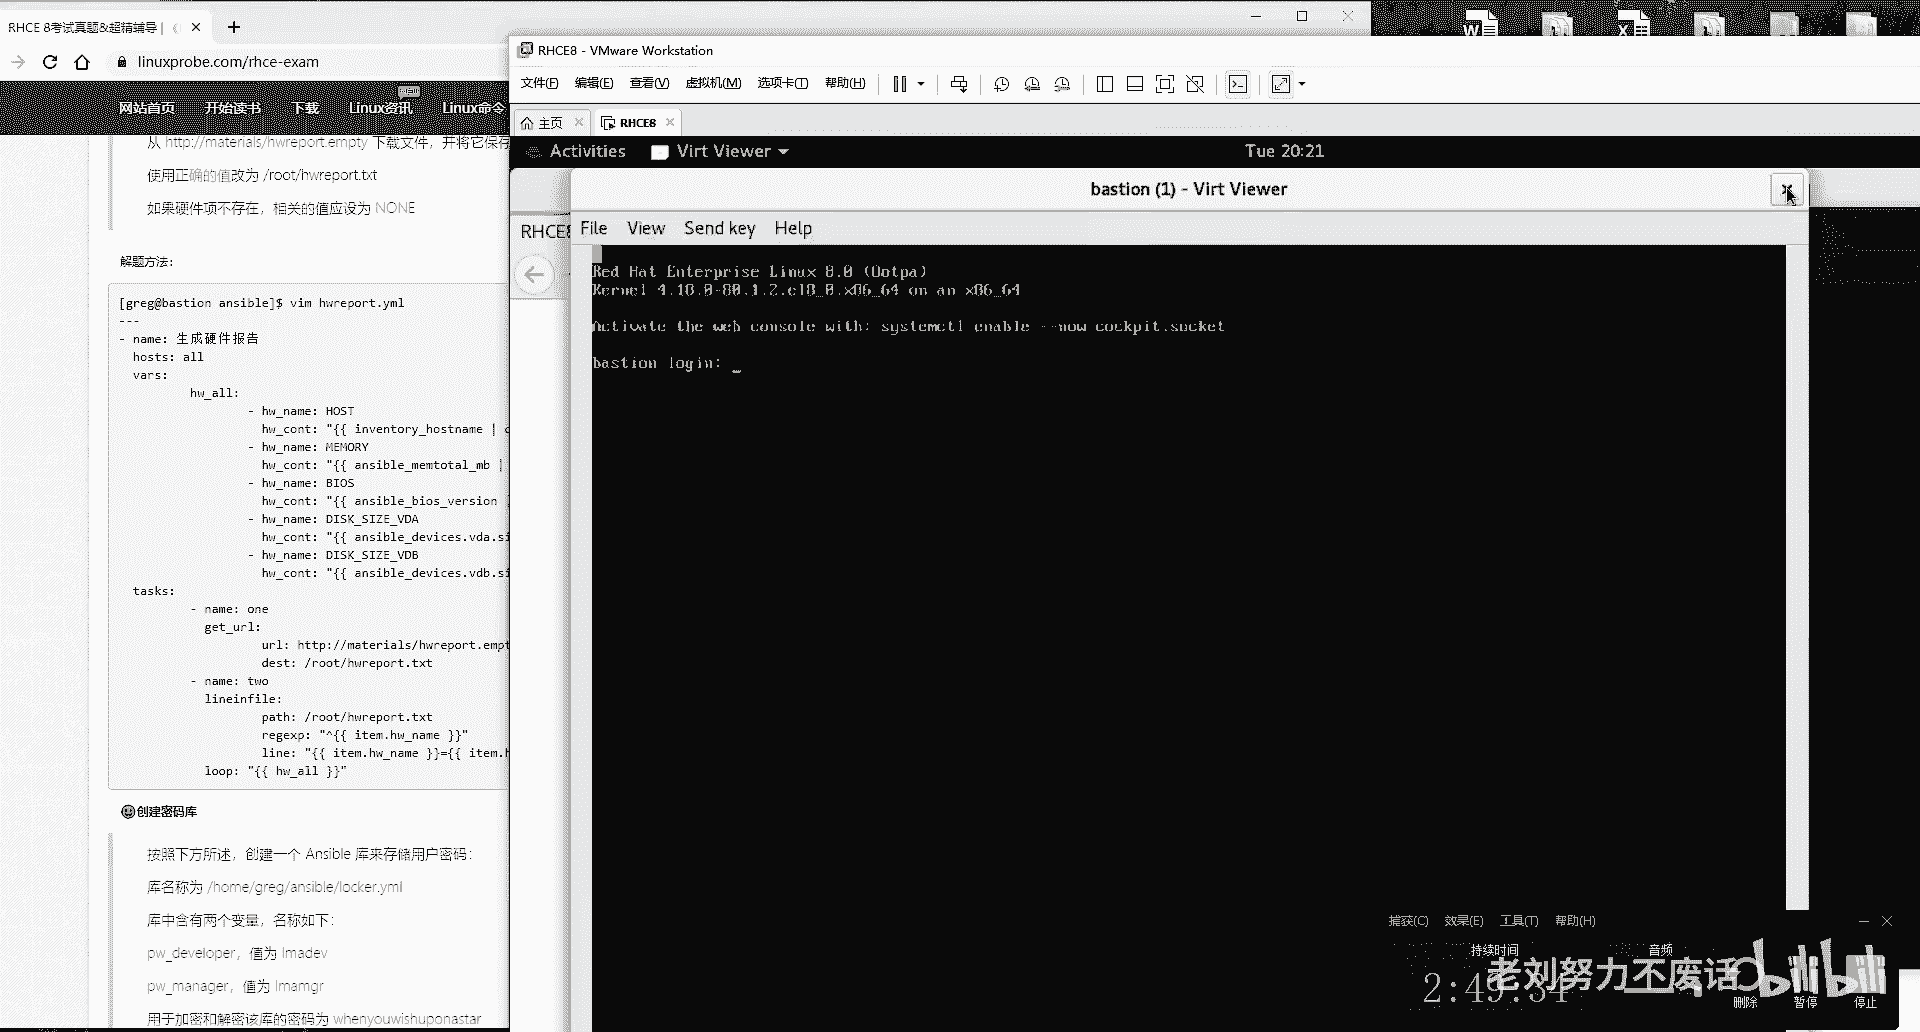 RHCE 8考试真题&超精辅导 |
linuxprobe.com/rhce-exam
网站首页 开始读书 下载 Linux资讯 Linux命令
从 http://materials/hwreport.empty 下载文件，并将它保存
使用正确的值改为 /root/hwreport.txt
如果硬件项不存在，相关的值应设为 NONE
解题方法:
[greg@bastion ansible]$ vim hwreport.yml
---
- name: 生成硬件报告
hosts: all
vars:
hw_all:
- hw_name: HOST
hw_cont: "{{ inventory_hostname |
- hw_name: MEMORY
hw_cont: "{{ ansible_memtotal_mb |
- hw_name: BIOS
hw_cont: "{{ ansible_bios_version
- hw_name: DISK_SIZE_VDA
hw_cont: "{{ ansible_devices.vda.si
- hw_name: DISK_SIZE_VDB
hw_cont: "{{ ansible_devices.vdb.si
tasks:
- name: one
get_url:
url: http://materials/hwreport.empt
dest: /root/hwreport.txt
- name: two
lineinfile:
path: /root/hwreport.txt
regexp: "^{{ item.hw_name }}"
line: "{{ item.hw_name }}={{ item.h
loop: "{{ hw_all }}"
创建密码库
按照下方所述，创建一个 Ansible 库来存储用户密码：
库名称为 /home/greg/ansible/locker.yml
库中含有两个变量，名称如下：
pw_developer，值为 Imadev
pw_manager，值为 Imamgr
用于加密和解密该库的密码为 whenyouwishuponastar
RHCE8 - VMware Workstation
文件(F) 编辑(E) 查看(V) 虚拟机(M) 选项卡(T) 帮助(H)
主页 RHCE8
Activities Virt Viewer Tue 20:21
bastion (1) - Virt Viewer
RHCE8
File View Send key Help
Red Hat Enterprise Linux 8.0 (Ootpa)
Kernel 4.18.0-80.1.2.el8_0.x86_64 on an x86_64
Activate the web console with: systemctl enable --now cockpit.socket
bastion login: _
捕获(C) 效果(E) 工具(T) 帮助(H)
持续时间 音频
2:49:34
老刘努力不废话 bilibili
删除 暂停 停止